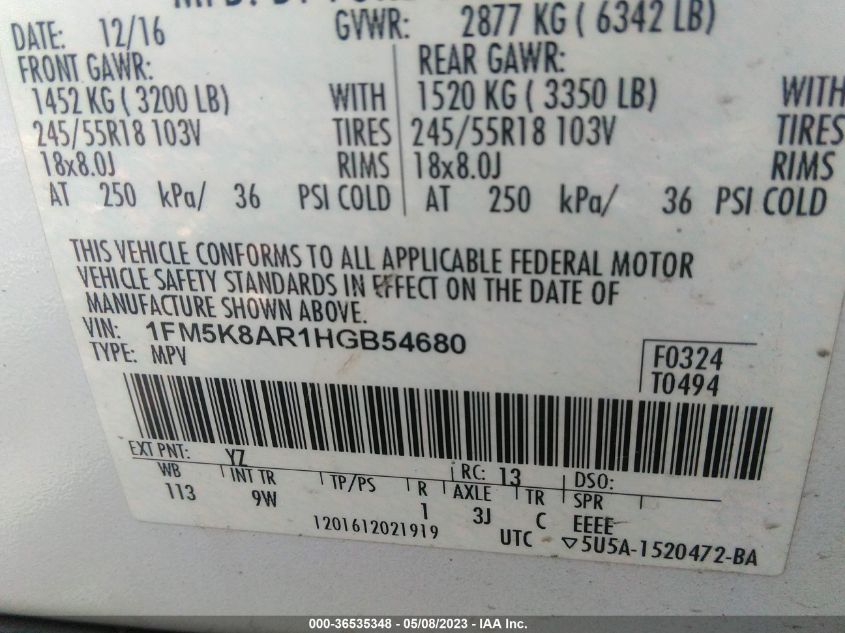 DATE: 12/16 GVWR: 2877 KG ( 6342 LB)
FRONT GAWR: REAR GAWR:
1452 KG ( 3200 LB) WITH 1520 KG ( 3350 LB) WITH
245/55R18 103V TIRES 245/55R18 103V TIRES
18x8.0J RIMS 18x8.0J RIMS
AT 250 kPa/ 36 PSI COLD AT 250 kPa/ 36 PSI COLD
THIS VEHICLE CONFORMS TO ALL APPLICABLE FEDERAL MOTOR
VEHICLE SAFETY STANDARDS IN EFFECT ON THE DATE OF
MANUFACTURE SHOWN ABOVE.
VIN: 1FM5K8AR1HGB54680
TYPE: MPV
F0324
T0494
EXT PNT: YZ RC: 13 DSO:
WB INT TR TP/PS R AXLE TR SPR
113 9W 1 3J C EEEE
1201612021919 UTC ▽5U5A-1520472-BA
000-36535348 - 05/08/2023 - IAA Inc.